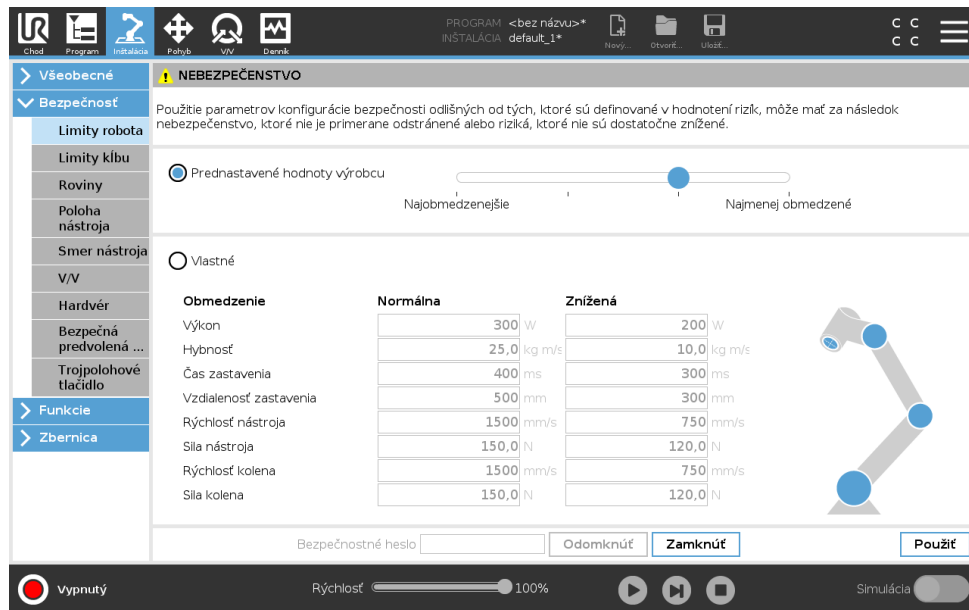 UR
Chod
Program
Inštalácia
Pohyb
V/V
Denník
PROGRAM <bez názvu>*
INŠTALÁCIA default_1*
Nový...
Otvoriť...
Uložiť...
C C
C C
Všeobecné
Bezpečnosť
Limity robota
Limity kĺbu
Roviny
Poloha
nástroja
Smer nástroja
V/V
Hardvér
Bezpečná
predvolená ...
Trojpolohové
tlačidlo
Funkcie
Zbernica
NEBEZPEČENSTVO
Použitie parametrov konfigurácie bezpečnosti odlišných od tých, ktoré sú definované v hodnotení rizík, môže mať za následok
nebezpečenstvo, ktoré nie je primerane odstránené alebo riziká, ktoré nie sú dostatočne znížené.
Prednastavené hodnoty výrobcu
Najobmedzenejšie Najmenej obmedzené
Vlastné
Obmedzenie Normálna Znížená
Výkon 300 W 200 W
Hybnosť 25,0 kg m/s 10,0 kg m/s
Čas zastavenia 400 ms 300 ms
Vzdialenosť zastavenia 500 mm 300 mm
Rýchlosť nástroja 1500 mm/s 750 mm/s
Sila nástroja 150,0 N 120,0 N
Rýchlosť kolena 1500 mm/s 750 mm/s
Sila kolena 150,0 N 120,0 N
Bezpečnostné heslo Odomknúť Zamknúť Použiť
Vypnutý Rýchlosť 100% Simulácia